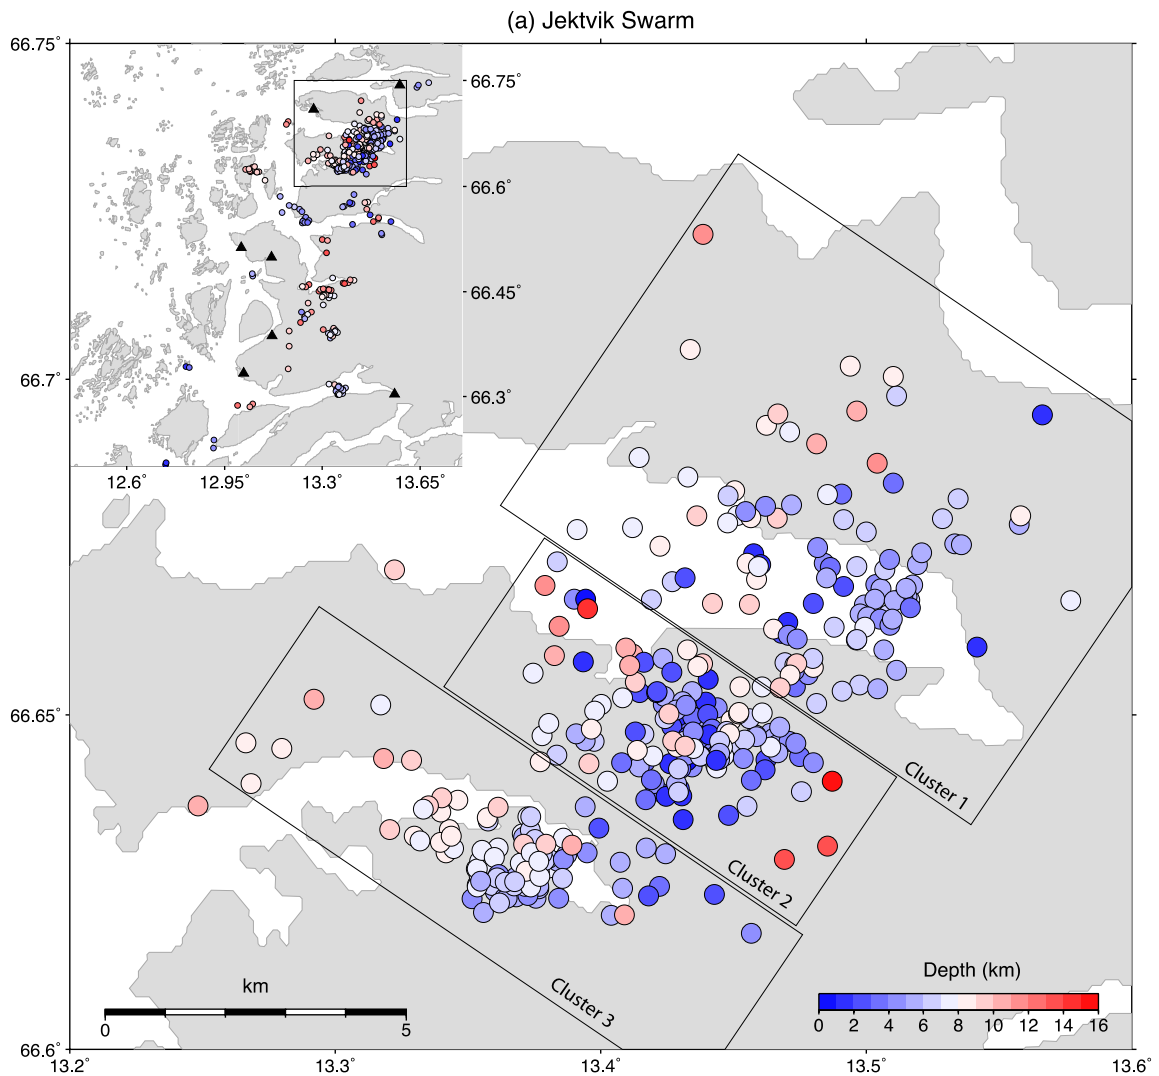 (a) Jektvik Swarm
66.75°
66.7°
66.65°
66.6°
13.2°
13.3°
13.4°
13.5°
13.6°
66.75°
66.6°
66.45°
66.3°
12.6°
12.95°
13.3°
13.65°
Cluster 1
Cluster 2
Cluster 3
km
0
5
Depth (km)
0 2 4 6 8 10 12 14 16